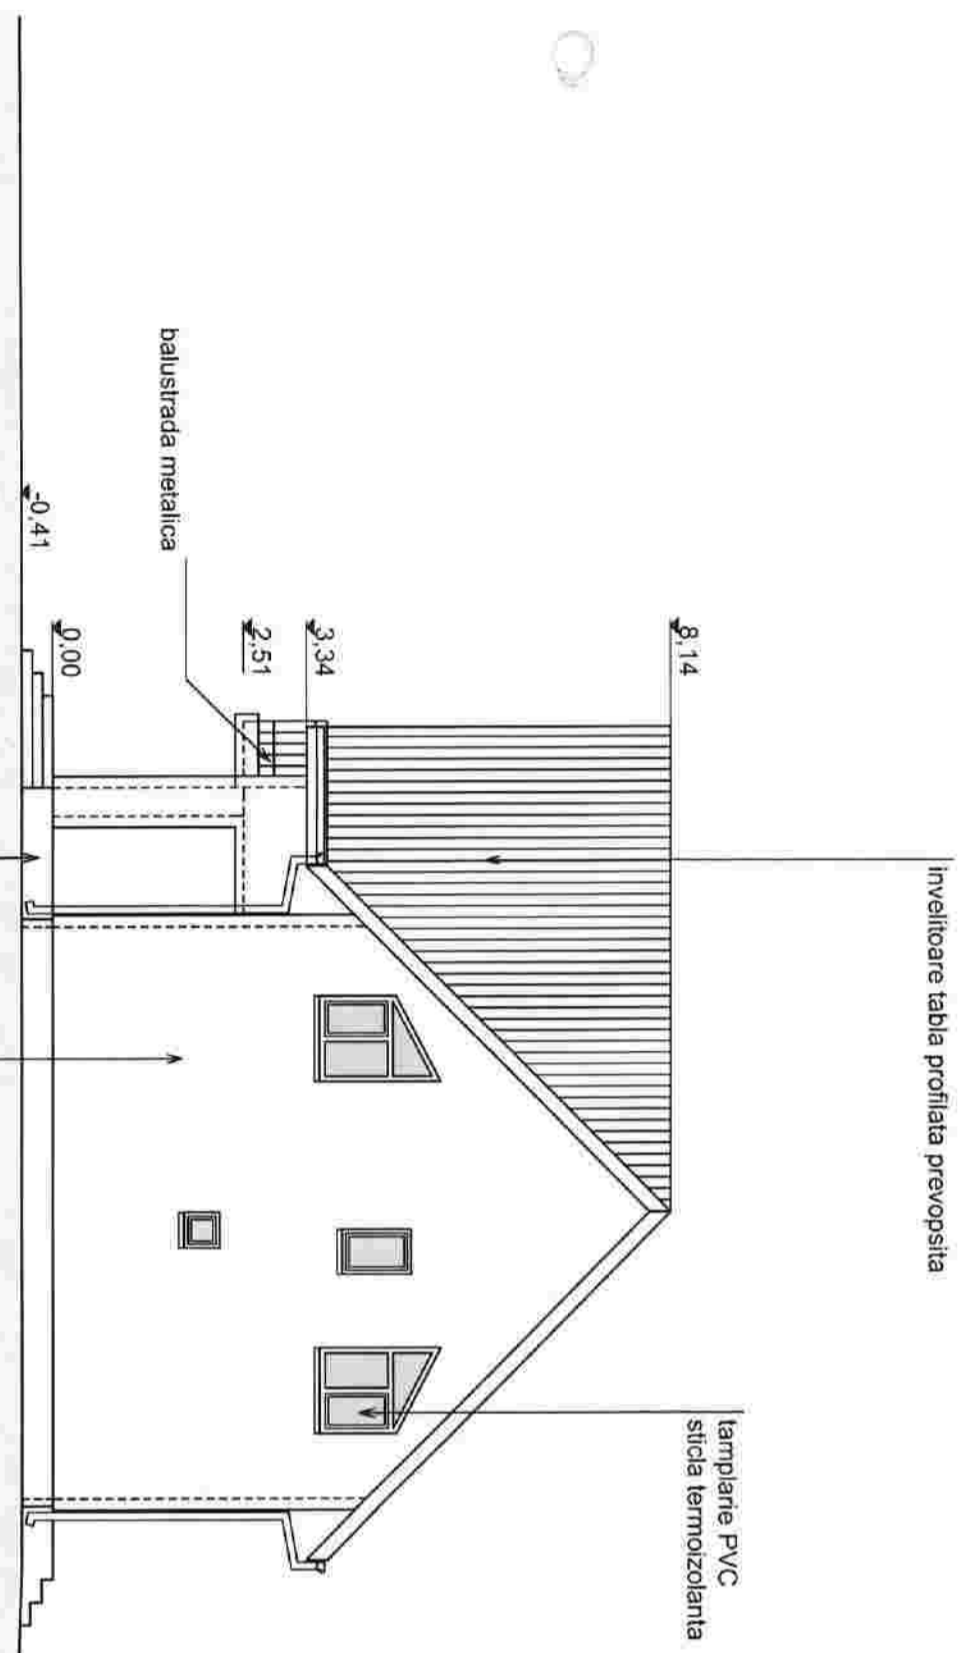 invelitoare tabla profilata prevopsita
8,14
tamplarie PVC
sticla termoizolanta
3,34
2,51
balustrada metalica
0,00
-0,41